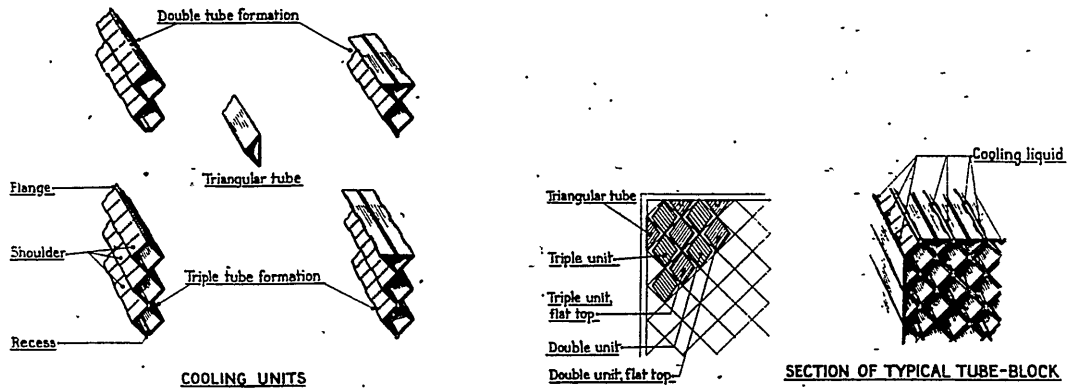 Double tube formation
Triangular tube
Flange
Shoulder
Triple tube formation
Recess
COOLING UNITS
Cooling liquid
Triangular tube
Triple unit
Triple unit,
flat top
Double unit
Double unit, flat top
SECTION OF TYPICAL TUBE-BLOCK